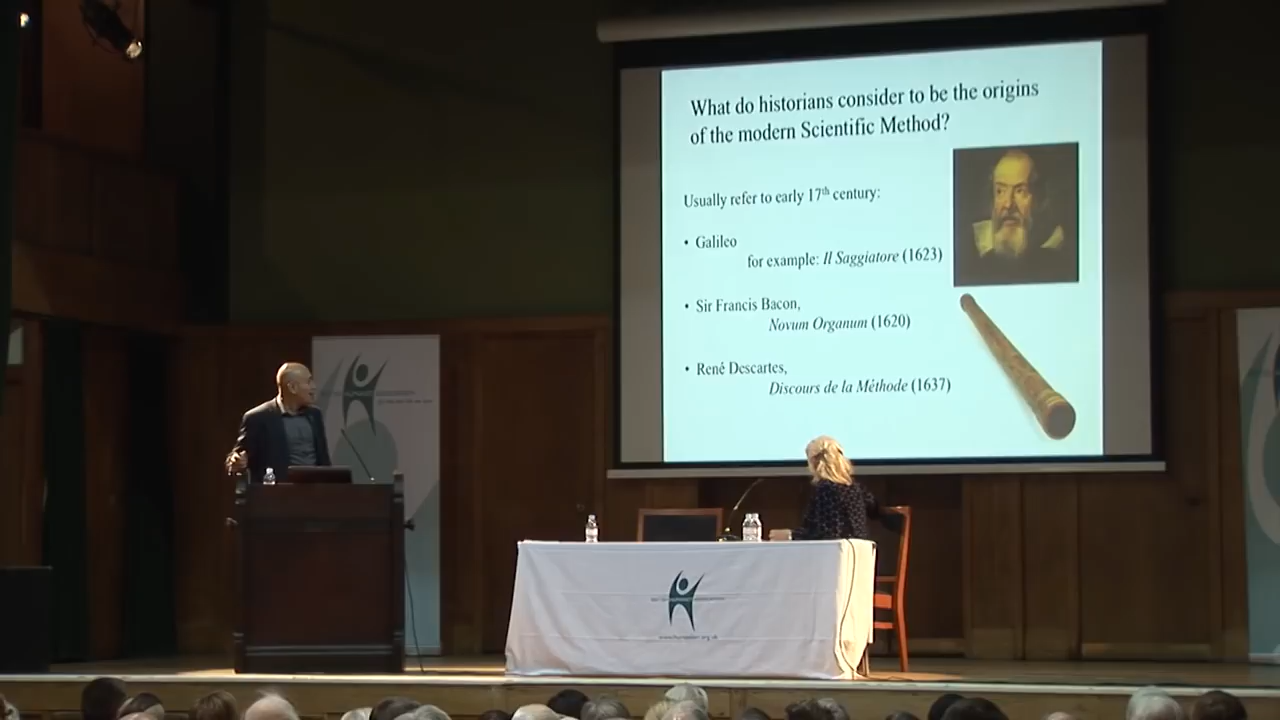 What do historians consider to be the origins
of the modern Scientific Method?
Usually refer to early 17th century:
• Galileo
for example: Il Saggiatore (1623)
• Sir Francis Bacon,
Novum Organum (1620)
• René Descartes,
Discours de la Méthode (1637)